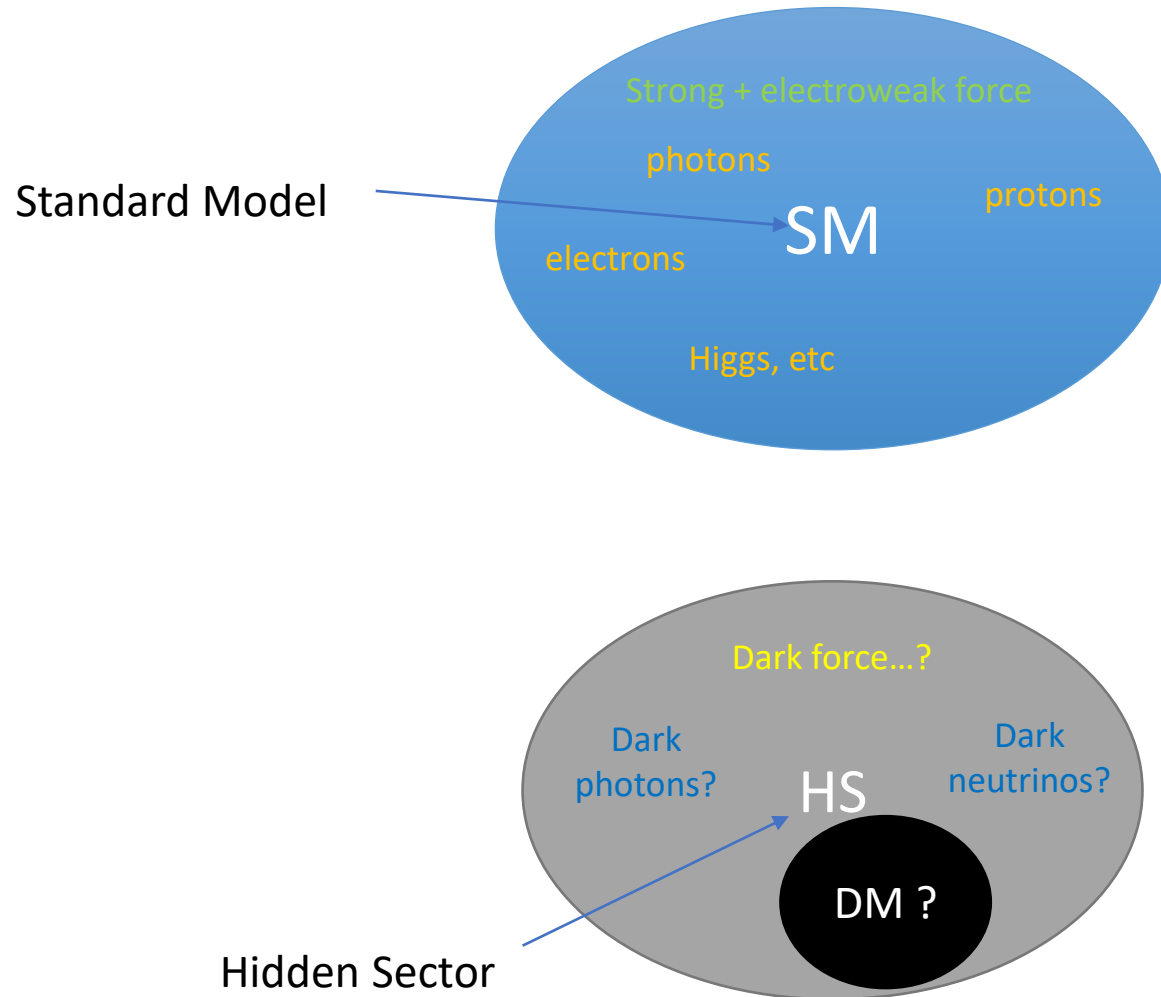 Strong + electroweak force
photons
protons
Standard Model
SM
electrons
Higgs, etc
Dark force...?
Dark
photons?
Dark
neutrinos?
HS
DM ?
Hidden Sector